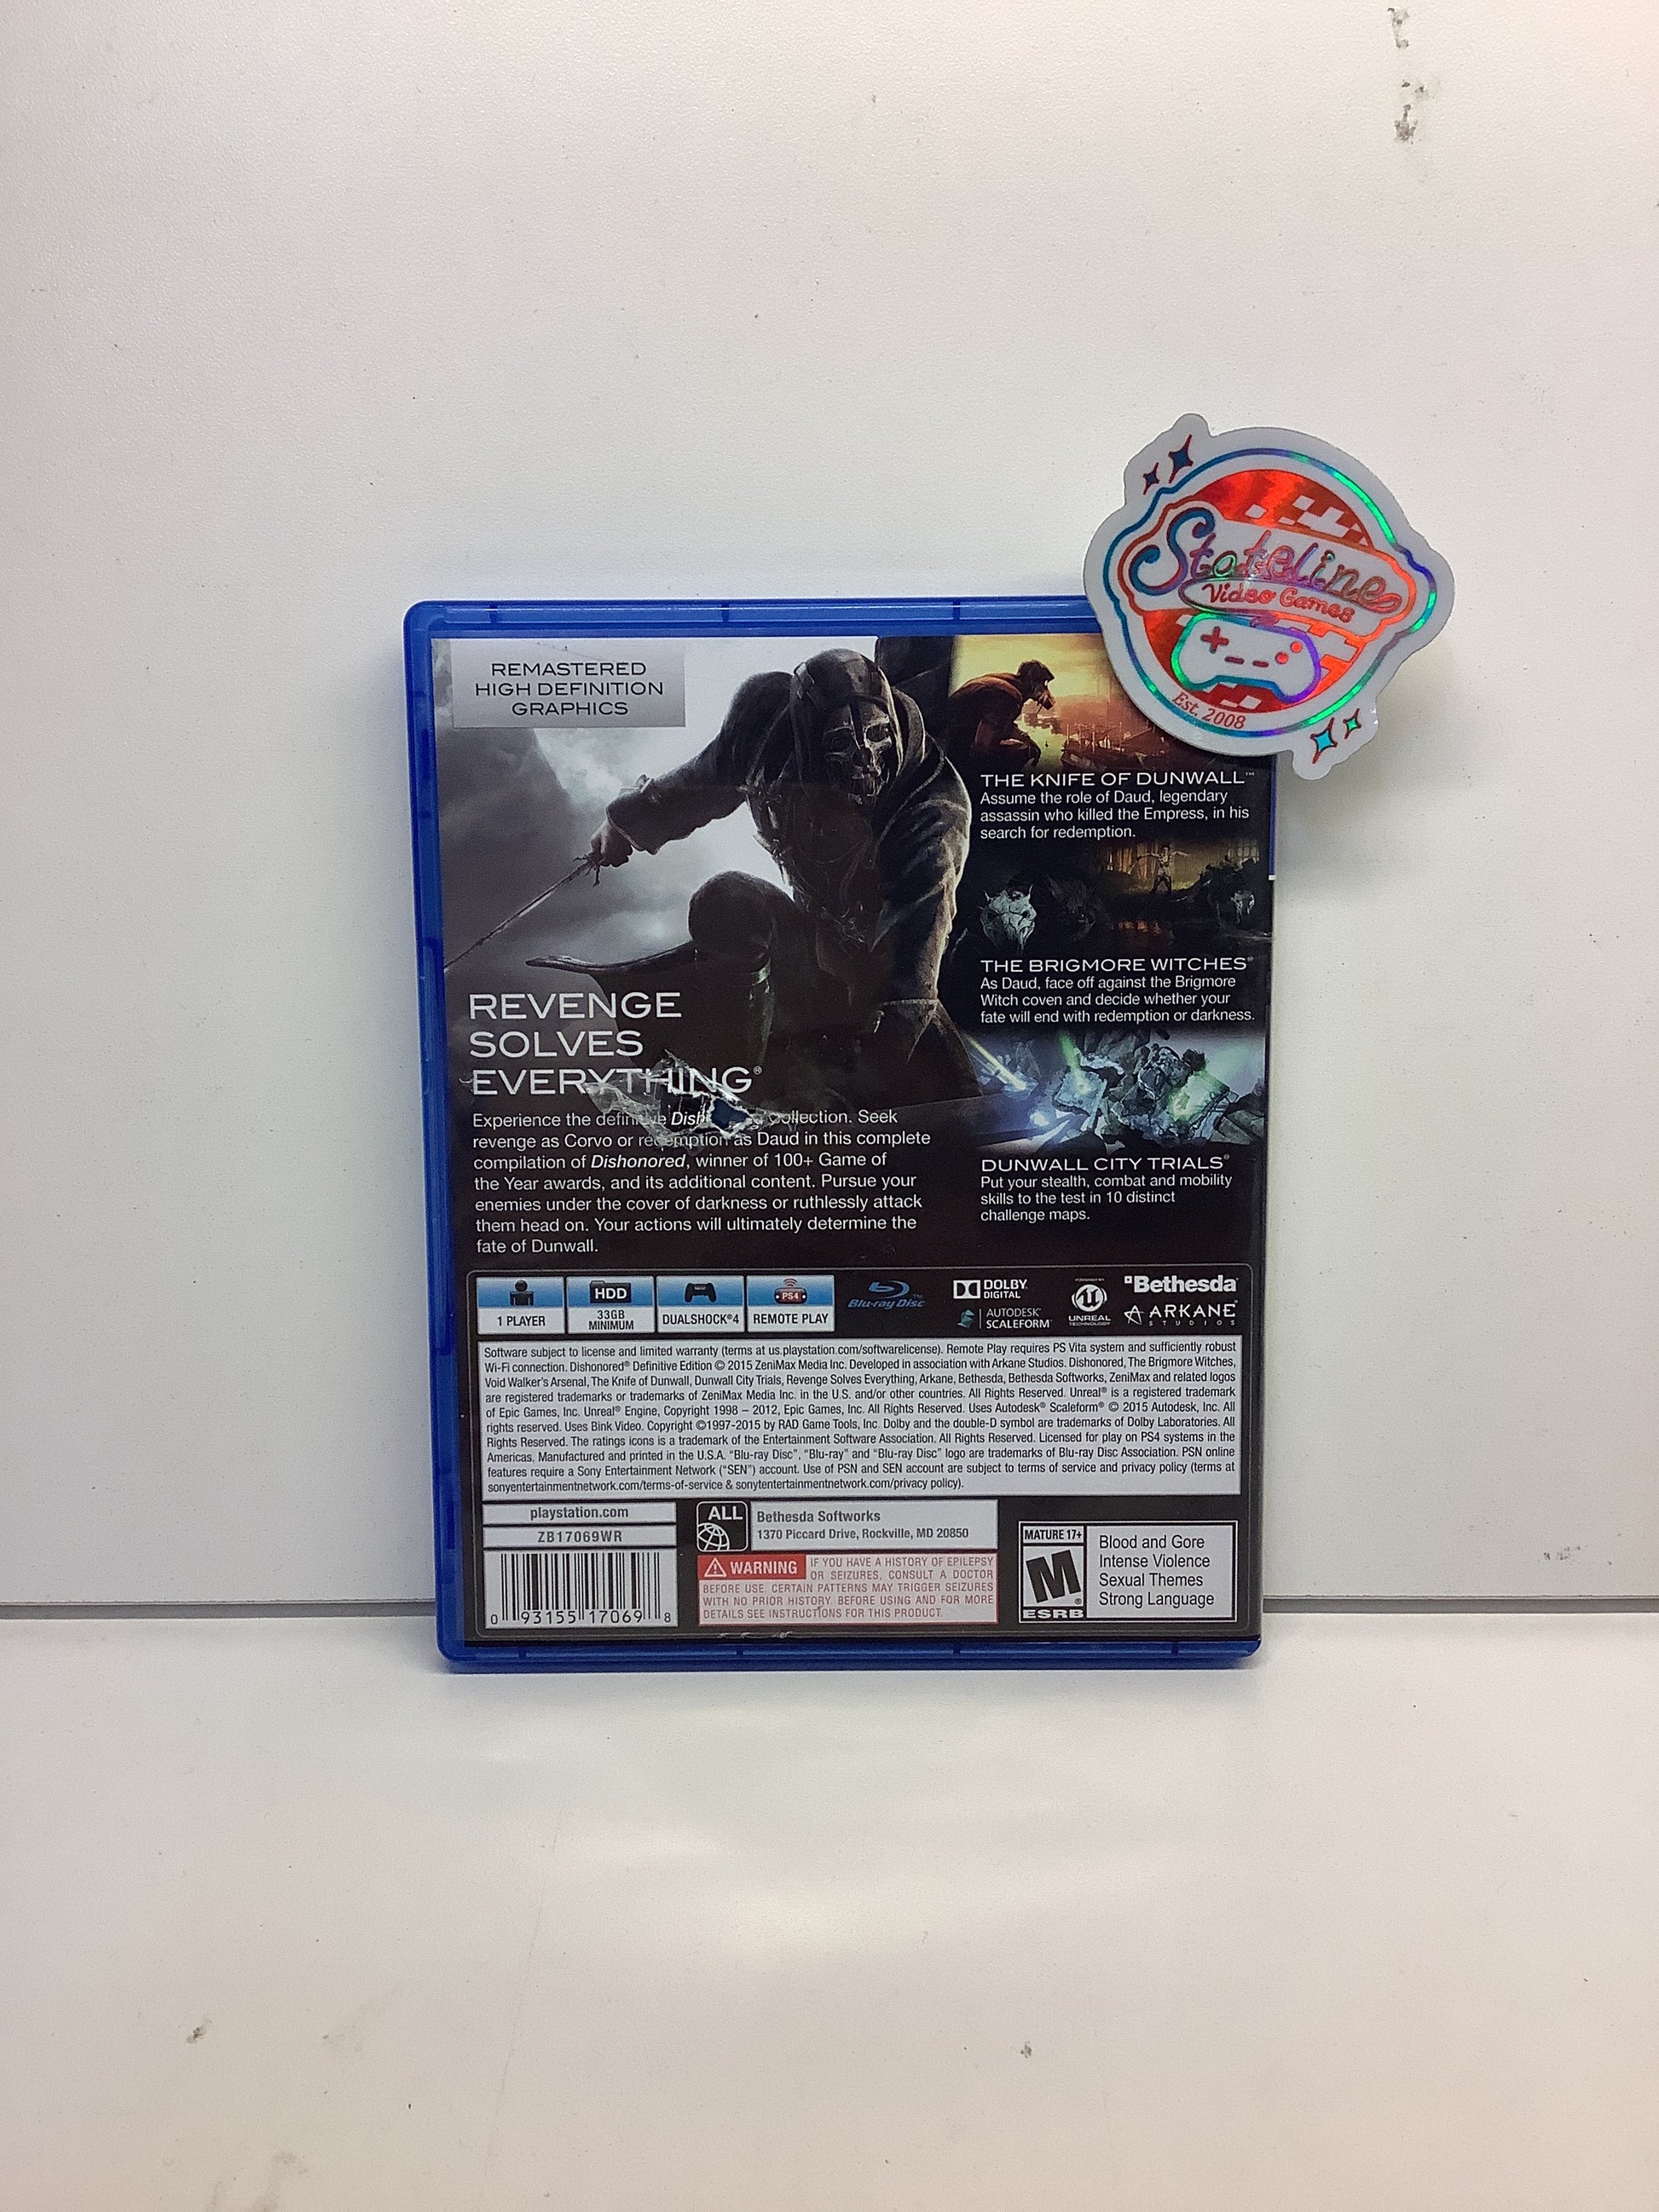 Stateline
Video Games
Est. 2008
REMASTERED
HIGH DEFINITION
GRAPHICS
THE KNIFE OF DUNWALL™
Assume the role of Daud, legendary
assassin who killed the Empress, in his
search for redemption.
THE BRIGMORE WITCHES®
As Daud, face off against the Brigmore
Witch coven and decide whether your
fate will end with redemption or darkness.
DUNWALL CITY TRIALS®
Put your stealth, combat and mobility
skills to the test in 10 distinct
challenge maps.
REVENGE
SOLVES
EVERYTHING®
Experience the definitive Dish collection. Seek
revenge as Corvo or redemption as Daud in this complete
compilation of Dishonored, winner of 100+ Game of
the Year awards, and its additional content. Pursue your
enemies under the cover of darkness or ruthlessly attack
them head on. Your actions will ultimately determine the
fate of Dunwall.
1 PLAYER
HDD
33GB
MINIMUM
DUALSHOCK®4
PS4
REMOTE PLAY
Blu-ray Disc™
DOLBY
DIGITAL
AUTODESK®
SCALEFORM®
POWERED BY
UNREAL
TECHNOLOGY
Bethesda®
ARKANE®
STUDIOS
Software subject to license and limited warranty (terms at us.playstation.com/softwarelicense). Remote Play requires PS Vita system and sufficiently robust
Wi-Fi connection. Dishonored® Definitive Edition © 2015 ZeniMax Media Inc. Developed in association with Arkane Studios. Dishonored, The Brigmore Witches,
Void Walker's Arsenal, The Knife of Dunwall, Dunwall City Trials, Revenge Solves Everything, Arkane, Bethesda, Bethesda Softworks, ZeniMax and related logos
are registered trademarks or trademarks of ZeniMax Media Inc. in the U.S. and/or other countries. All Rights Reserved. Unreal® is a registered trademark
of Epic Games, Inc. Unreal® Engine, Copyright 1998 – 2012, Epic Games, Inc. All Rights Reserved. Uses Autodesk® Scaleform® © 2015 Autodesk, Inc. All
rights reserved. Uses Bink Video. Copyright ©1997-2015 by RAD Game Tools, Inc. Dolby and the double-D symbol are trademarks of Dolby Laboratories. All
Rights Reserved. The ratings icons is a trademark of the Entertainment Software Association. All Rights Reserved. Licensed for play on PS4 systems in the
Americas, Manufactured and printed in the U.S.A. "Blu-ray Disc", "Blu-ray" and "Blu-ray Disc" logo are trademarks of Blu-ray Disc Association. PSN online
features require a Sony Entertainment Network ("SEN") account. Use of PSN and SEN account are subject to terms of service and privacy policy (terms at
sonyentertainmentnetwork.com/terms-of-service & sonytentertainmentnetwork.com/privacy policy).
playstation.com
ZB17069WR
0 93155 17069 8
ALL
Bethesda Softworks
1370 Piccard Drive, Rockville, MD 20850
WARNING
IF YOU HAVE A HISTORY OF EPILEPSY
OR SEIZURES, CONSULT A DOCTOR
BEFORE USE. CERTAIN PATTERNS MAY TRIGGER SEIZURES
WITH NO PRIOR HISTORY. BEFORE USING AND FOR MORE
DETAILS SEE INSTRUCTIONS FOR THIS PRODUCT.
MATURE 17+
M
ESRB
Blood and Gore
Intense Violence
Sexual Themes
Strong Language